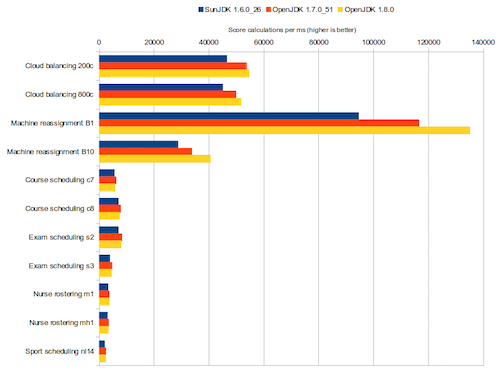 SunJDK 1.6.0_26 OpenJDK 1.7.0_51 OpenJDK 1.8.0
Score calculations per ms (higher is better)
0 20000 40000 60000 80000 100000 120000 140000
Cloud balancing 200c
Cloud balancing 800c
Machine reassignment B1
Machine reassignment B10
Course scheduling c7
Course scheduling c8
Exam scheduling s2
Exam scheduling s3
Nurse rostering m1
Nurse rostering mh1
Sport scheduling nl14